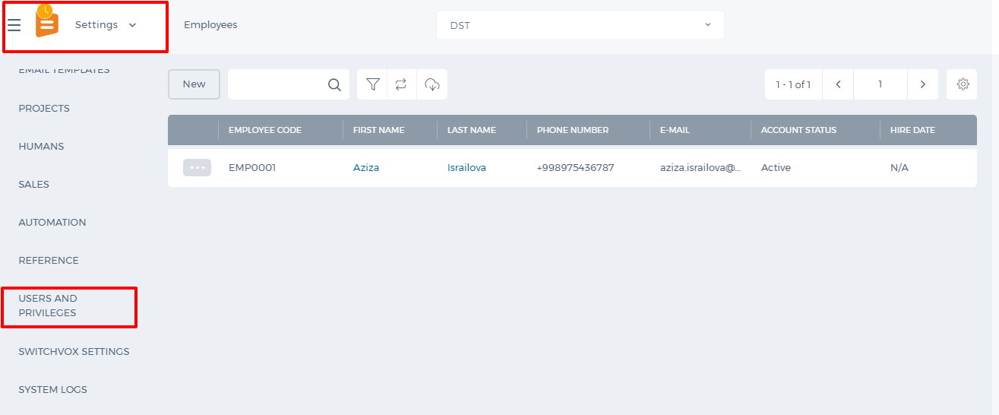 Settings
Employees
DST
EMAIL TEMPLATES
New
1 - 1 of 1
1
PROJECTS
EMPLOYEE CODE FIRST NAME LAST NAME PHONE NUMBER E-MAIL ACCOUNT STATUS HIRE DATE
HUMANS
EMP0001 Aziza Israilova +998975436787 aziza.israilova@... Active N/A
SALES
AUTOMATION
REFERENCE
USERS AND
PRIVILEGES
SWITCHVOX SETTINGS
SYSTEM LOGS